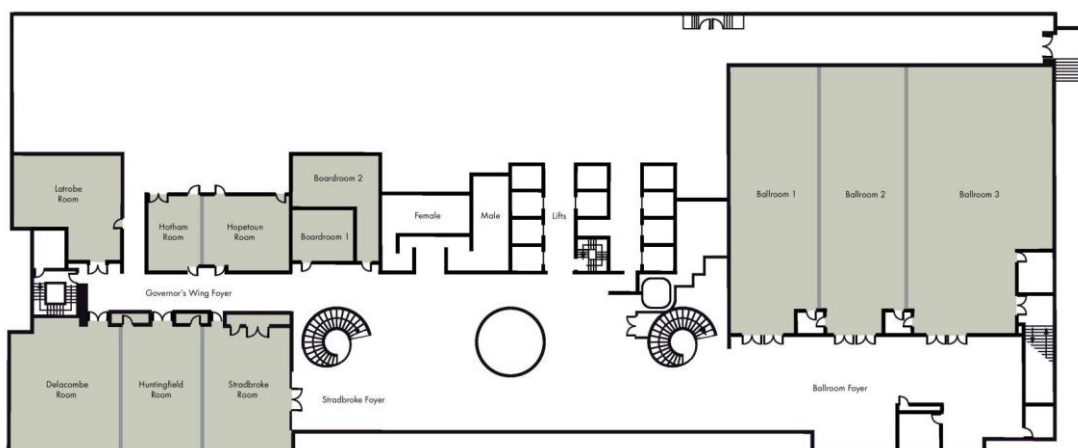 Latrobe
Room
Hotham
Room
Hopetoun
Room
Boardroom 2
Boardroom 1
Female
Male
Lifts
Ballroom 1
Ballroom 2
Ballroom 3
Governor's Wing Foyer
Delacombe
Room
Huntingfield
Room
Stradbroke
Room
Stradbroke Foyer
Ballroom Foyer